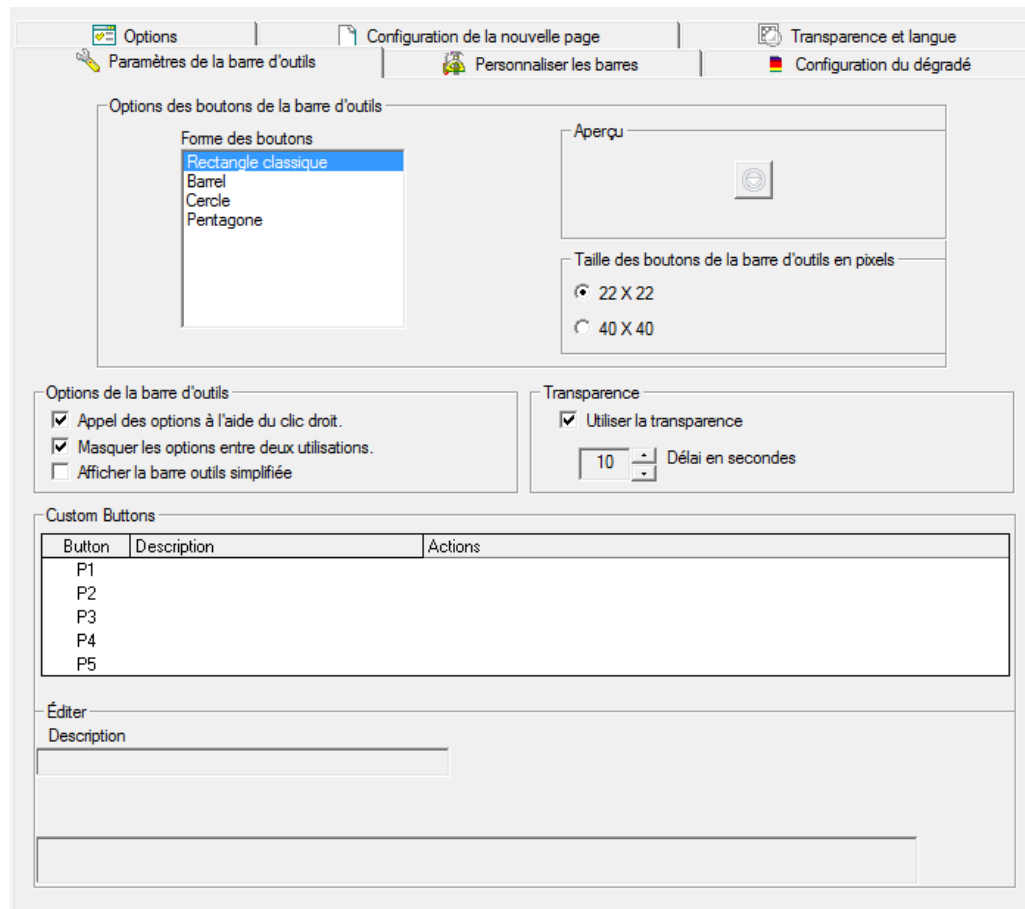 Options
Configuration de la nouvelle page
Transparence et langue
Paramètres de la barre d'outils
Personnaliser les barres
Configuration du dégradé
Options des boutons de la barre d'outils
Forme des boutons
Rectangle classique
Barrel
Cercle
Pentagone
Aperçu
Taille des boutons de la barre d'outils en pixels
22 X 22
40 X 40
Options de la barre d'outils
Appel des options à l'aide du clic droit.
Masquer les options entre deux utilisations.
Afficher la barre outils simplifiée
Transparence
Utiliser la transparence
10 Délai en secondes
Custom Buttons
Button Description Actions
P1
P2
P3
P4
P5
Éditer
Description